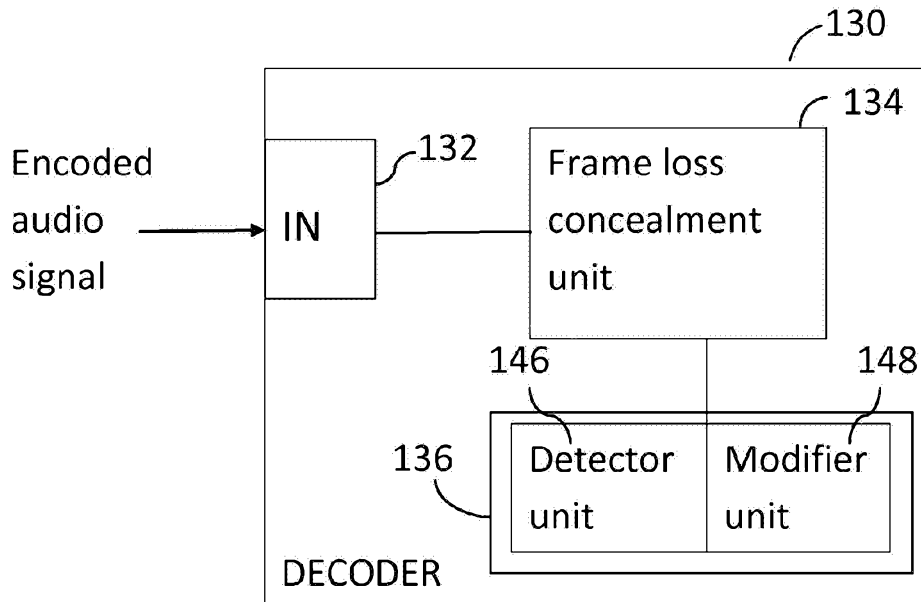 130
134
132
Encoded
audio
signal
IN
Frame loss
concealment
unit
146
148
136
Detector
unit
Modifier
unit
DECODER